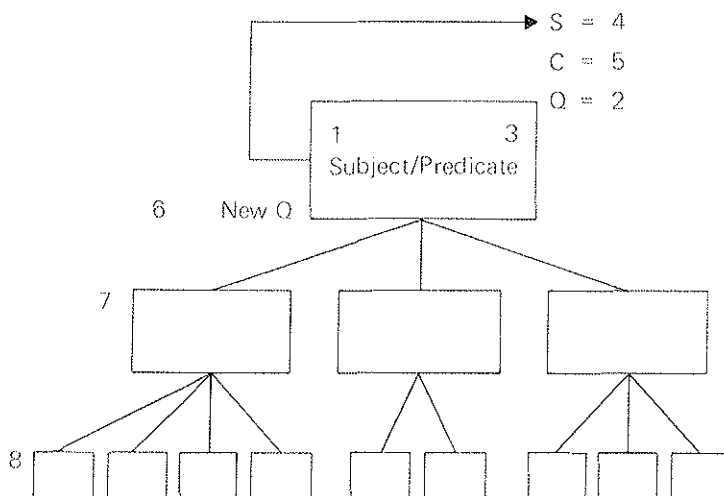 S = 4
C = 5
Q = 2
1 3
Subject/Predicate
6 New Q
7
8